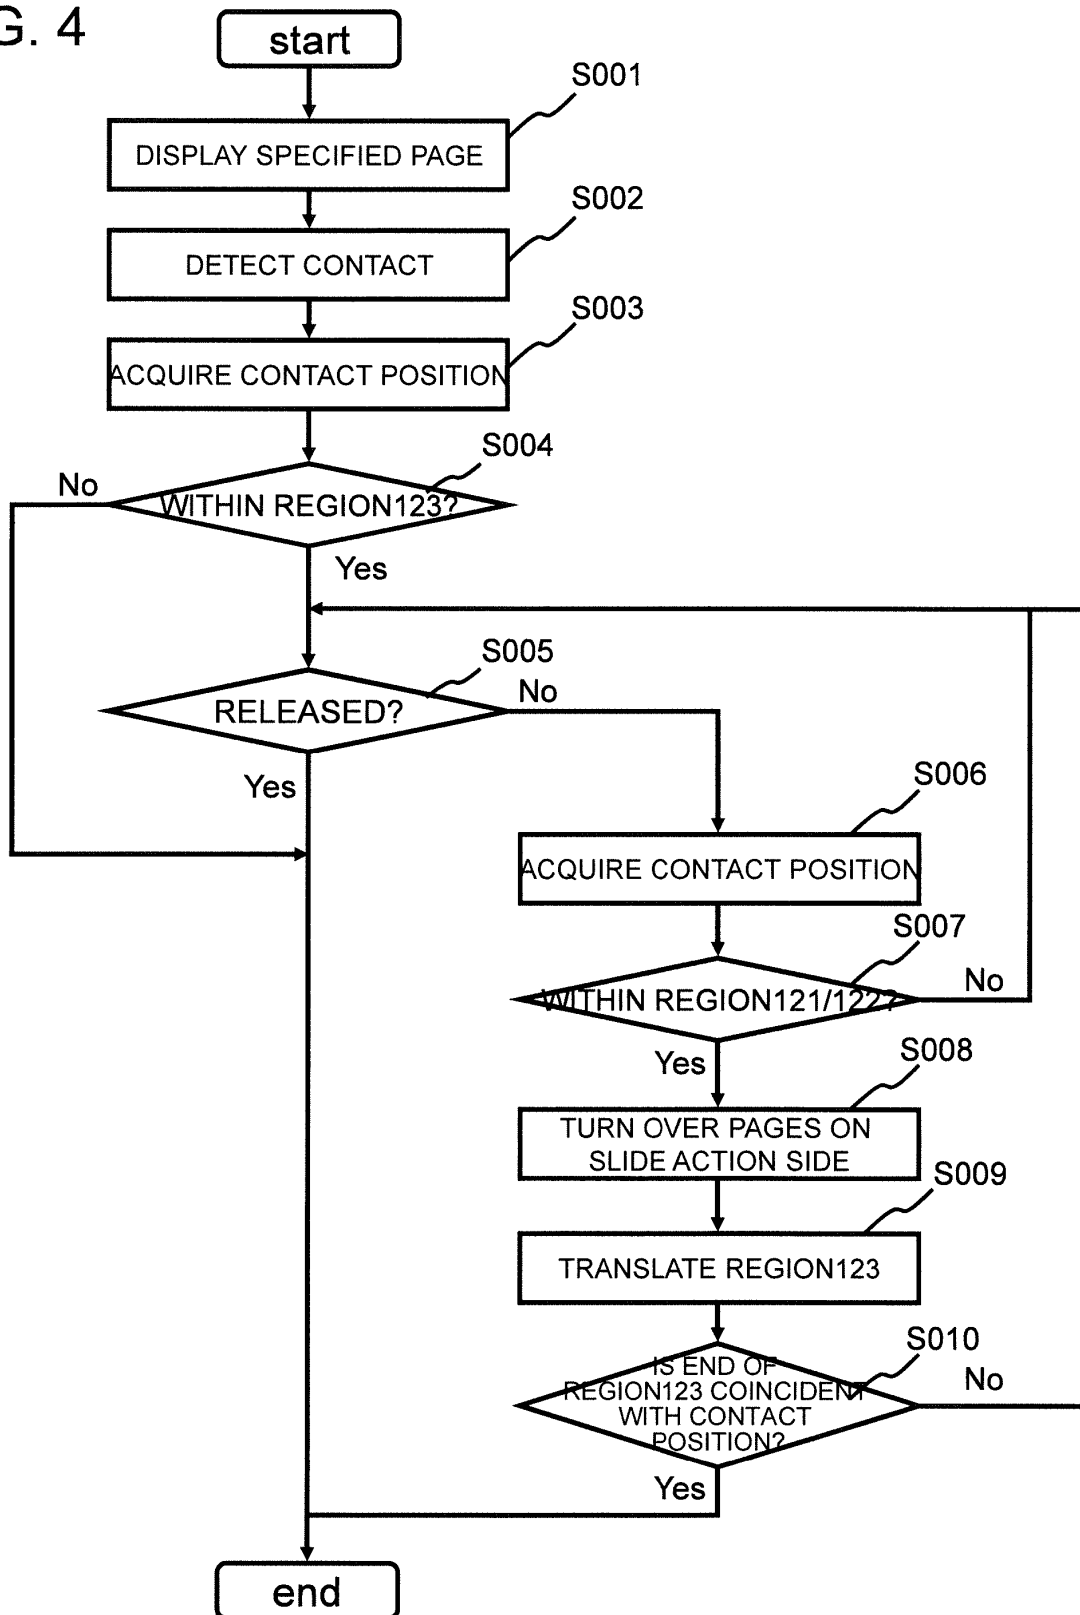 G. 4
start
S001
DISPLAY SPECIFIED PAGE
S002
DETECT CONTACT
S003
ACQUIRE CONTACT POSITION
S004
No
WITHIN REGION123?
Yes
S005
No
RELEASED?
Yes
S006
ACQUIRE CONTACT POSITION
S007
No
WITHIN REGION121/122?
Yes
S008
TURN OVER PAGES ON
SLIDE ACTION SIDE
S009
TRANSLATE REGION123
S010
No
IS END OF
REGION123 COINCIDENT
WITH CONTACT
POSITION?
Yes
end